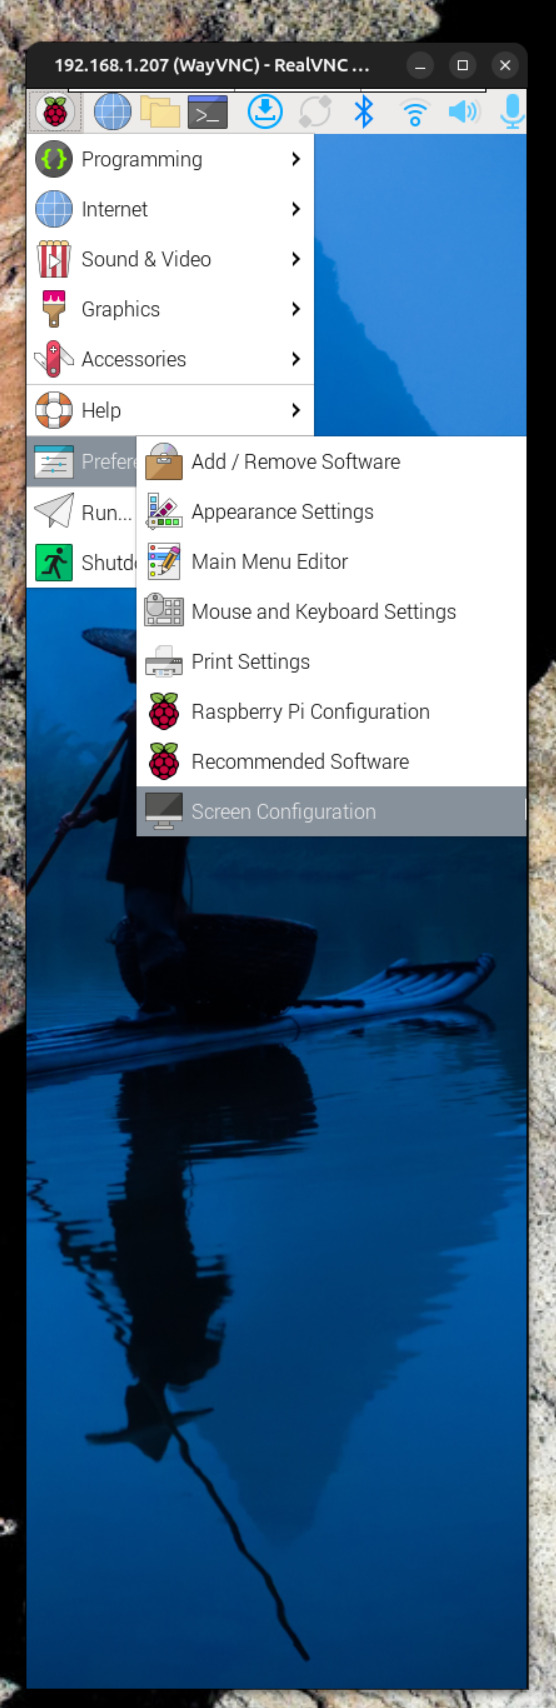 192.168.1.207 (WayVNC) - RealVNC ...
>_
Programming
Internet
Sound & Video
Graphics
Accessories
Help
Prefer
Add / Remove Software
Appearance Settings
Run...
Main Menu Editor
Shutd
Mouse and Keyboard Settings
Print Settings
Raspberry Pi Configuration
Recommended Software
Screen Configuration